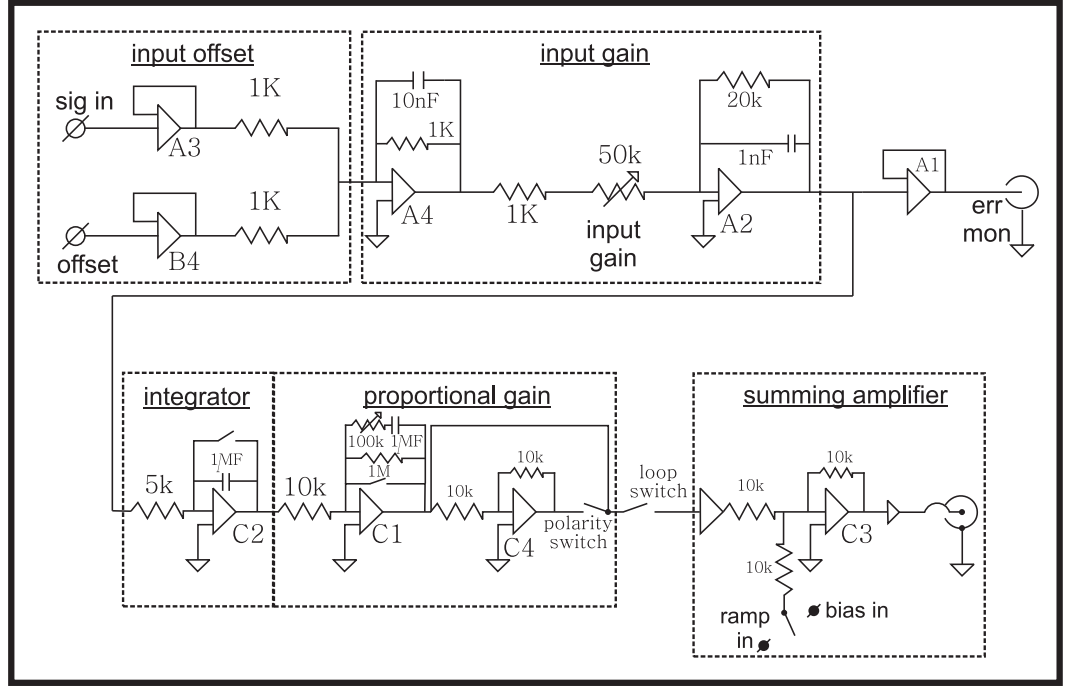 input offset
sig in
1K
A3
1K
offset
B4
input gain
10nF
1K
A4
1K
50k
input
gain
20k
1nF
A2
A1
err
mon
integrator
5k
1MF
C2
proportional gain
10k
100k
1MF
1M
C1
10k
10k
C4
polarity
switch
loop
switch
summing amplifier
10k
10k
C3
10k
ramp
in
bias in